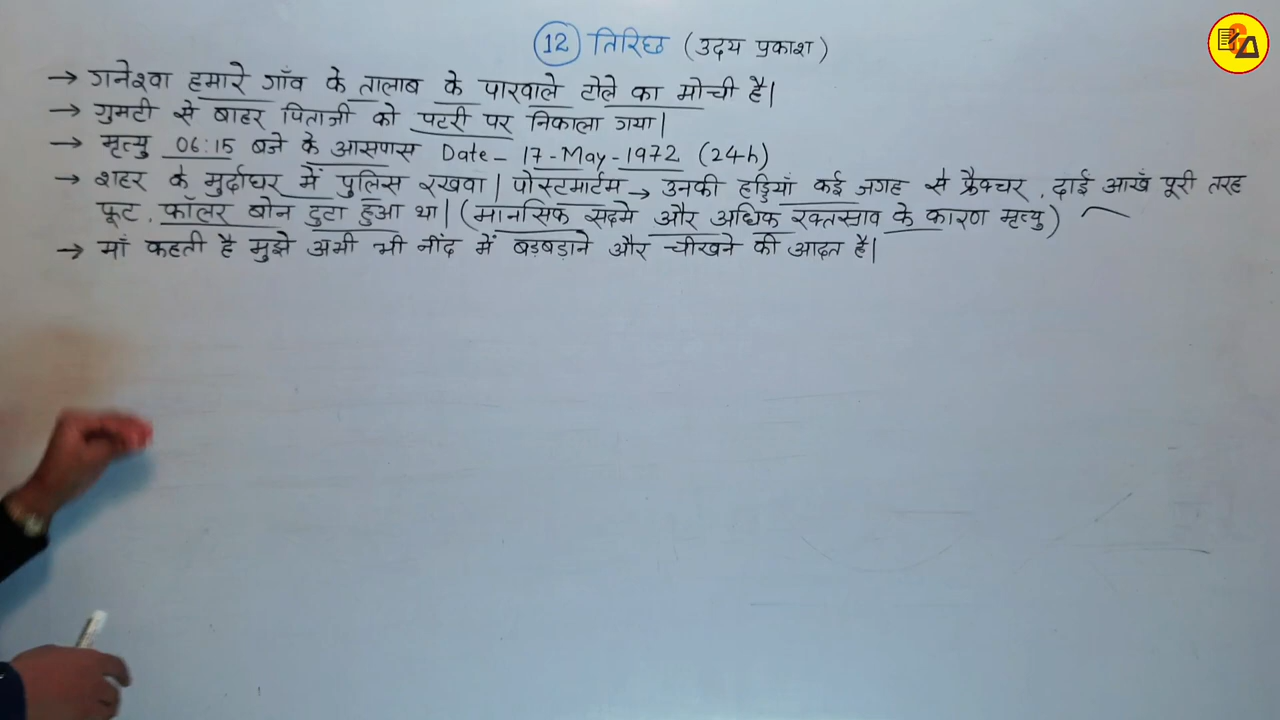 12 तिरिछ (उदय प्रकाश)
→ गनेश्वा हमारे गाँव के तालाब के पारवाले टोले का मोची है।
→ गुमटी से बाहर पिताजी को पटरी पर निकाला गया।
→ मृत्यु 06:15 बजे के आसपास Date - 17-May-1972 (24h)
→ शहर के मुर्दाघर में पुलिस रखवा। पोस्टमार्टम → उनकी हड्डियाँ कई जगह से फ्रैक्चर, दाई आखँ पूरी तरह
फूट, कॉलर बोन टुटा हुआ था। (मानसिक सदमे और अधिक रक्तस्त्राव के कारण मृत्यु)
→ माँ कहती है मुझे अभी भी नींद में बड़बड़ाने और चीखने की आदत है।